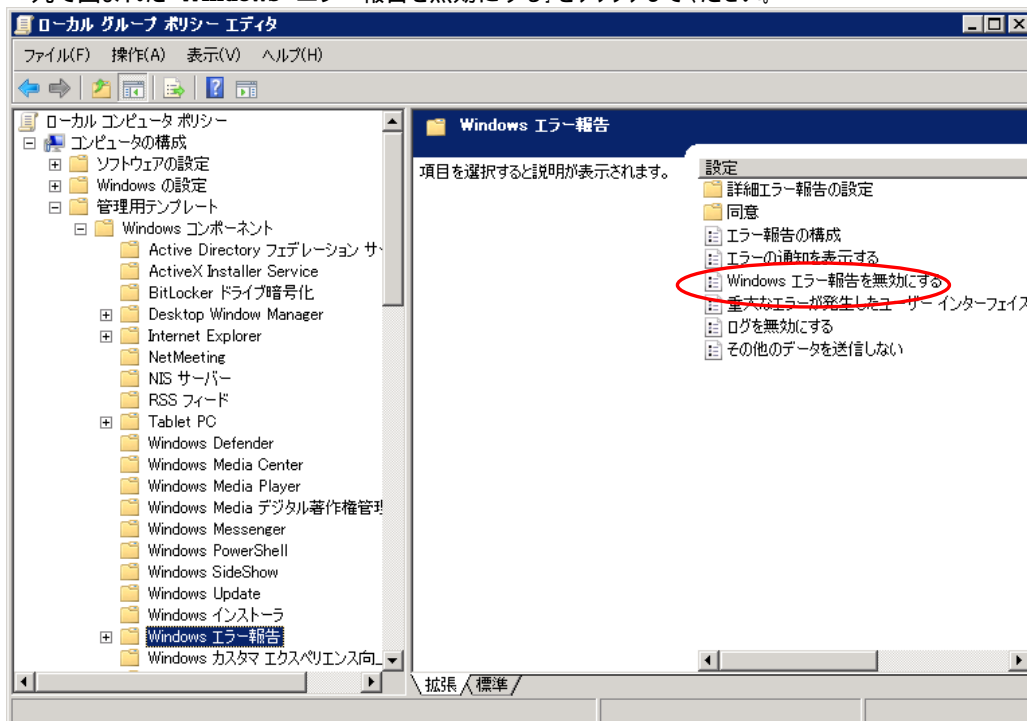 ローカル グループ ポリシー エディタ
ファイル(F) 操作(A) 表示(V) ヘルプ(H)
ローカル コンピュータ ポリシー
コンピュータの構成
ソフトウェアの設定
Windows の設定
管理用テンプレート
Windows コンポーネント
Active Directory フェデレーション サ
ActiveX Installer Service
BitLocker ドライブ暗号化
Desktop Window Manager
Internet Explorer
NetMeeting
NIS サーバー
RSS フィード
Tablet PC
Windows Defender
Windows Media Center
Windows Media Player
Windows Media デジタル著作権管理
Windows Messenger
Windows PowerShell
Windows SideShow
Windows Update
Windows インストーラ
Windows エラー報告
Windows カスタマ エクスペリエンス向
Windows エラー報告
項目を選択すると説明が表示されます。
設定
詳細エラー報告の設定
同意
エラー報告の構成
エラーの通知を表示する
Windows エラー報告を無効にする
重大なエラーが発生したユーザー インターフェイス
ログを無効にする
その他のデータを送信しない
拡張 標準